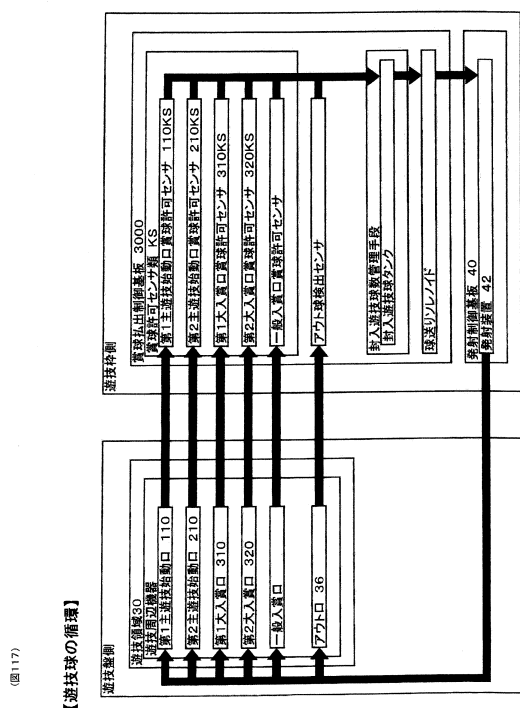 (図117)
【遊技球の循環】
遊技盤側
遊技領域30
遊技周辺機器
第1主遊技始動口 110
第2主遊技始動口 210
第1大入賞口 310
第2大入賞口 320
一般入賞口
アウト口 36
遊技枠側
賞球払出制御基板 3000
賞球許可センサ類 KS
第1主遊技始動口賞球許可センサ 110KS
第2主遊技始動口賞球許可センサ 210KS
第1大入賞口賞球許可センサ 310KS
第2大入賞口賞球許可センサ 320KS
一般入賞口賞球許可センサ
アウト球検出センサ
封入遊技球数管理手段
封入遊技球タンク
球送りソレノイド
発射制御基板 40
発射装置 42